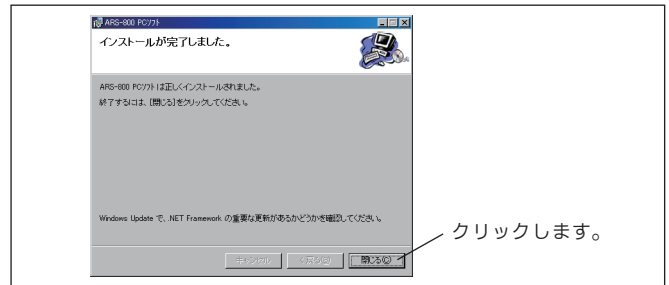 ARS-800 PCソフト
インストールが完了しました。
ARS-800 PCソフト は正しくインストールされました。
終了するには、[閉じる]をクリックしてください。
Windows Update で、.NET Framework の重要な更新があるかどうかを確認してください。
クリックします。
キャンセル < 戻る(B) 閉じる(C)